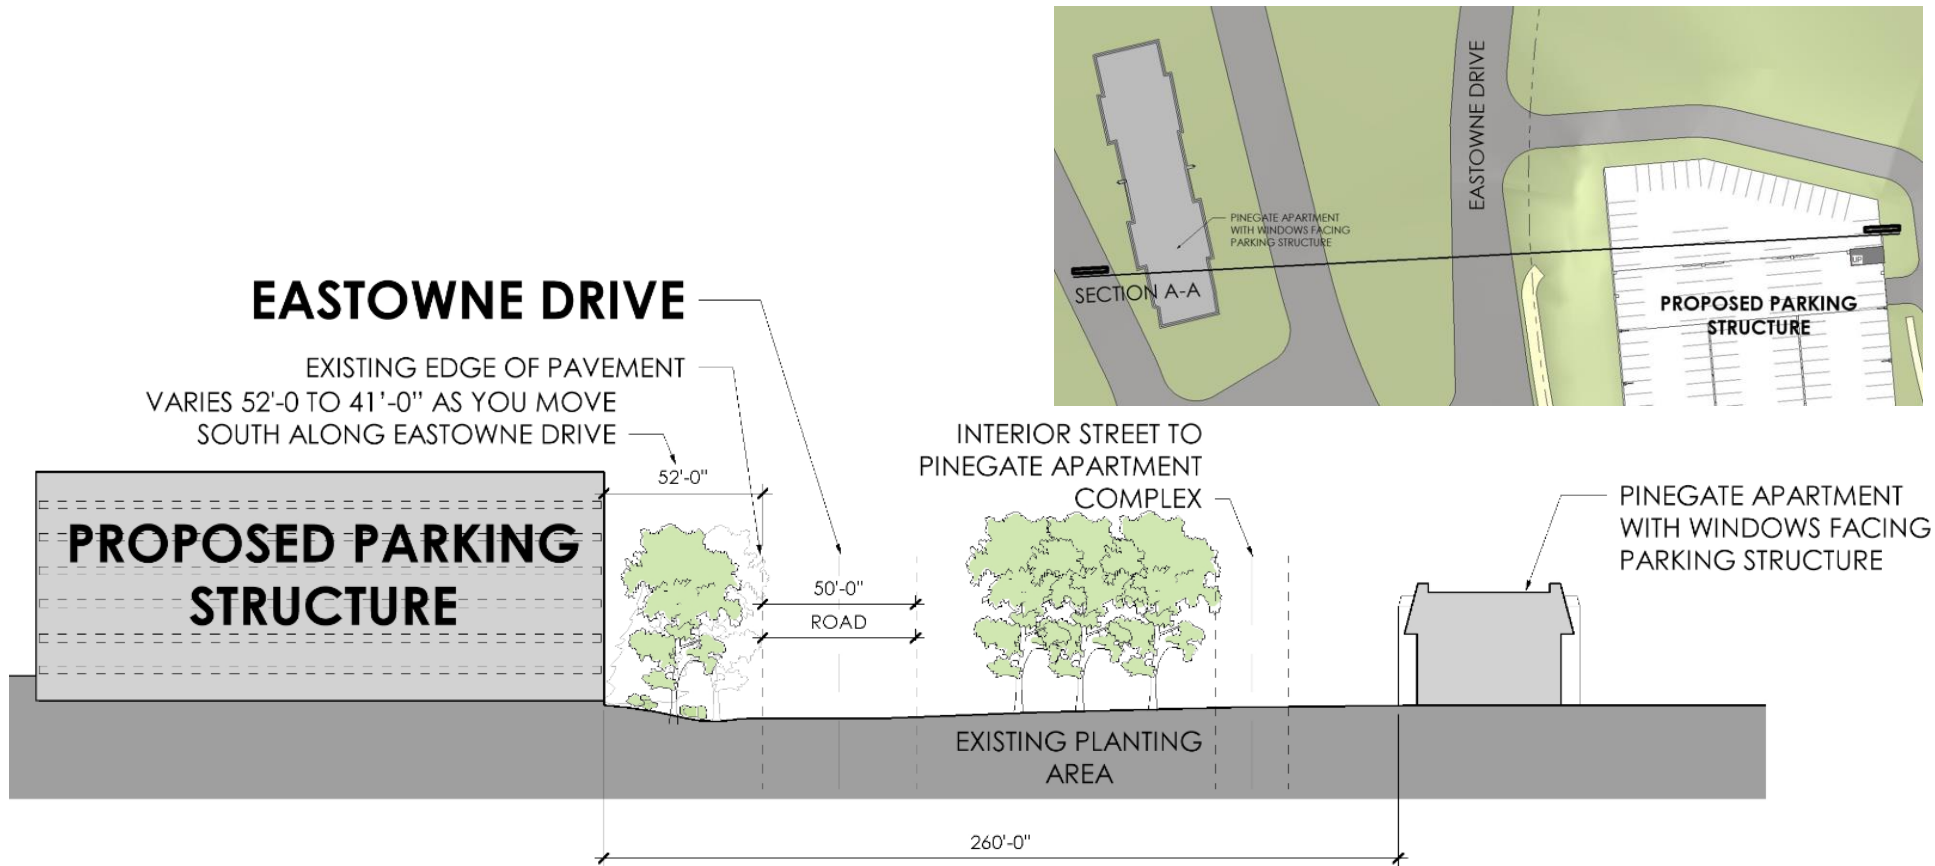 EASTOWNE DRIVE
PINEGATE APARTMENT
WITH WINDOWS FACING
PARKING STRUCTURE
SECTION A-A
UP
PROPOSED PARKING
STRUCTURE
EASTOWNE DRIVE
EXISTING EDGE OF PAVEMENT
VARIES 52'-0 TO 41'-0" AS YOU MOVE
SOUTH ALONG EASTOWNE DRIVE
52'-0"
INTERIOR STREET TO
PINEGATE APARTMENT
COMPLEX
PINEGATE APARTMENT
WITH WINDOWS FACING
PARKING STRUCTURE
PROPOSED PARKING
STRUCTURE
50'-0"
ROAD
EXISTING PLANTING
AREA
260'-0"